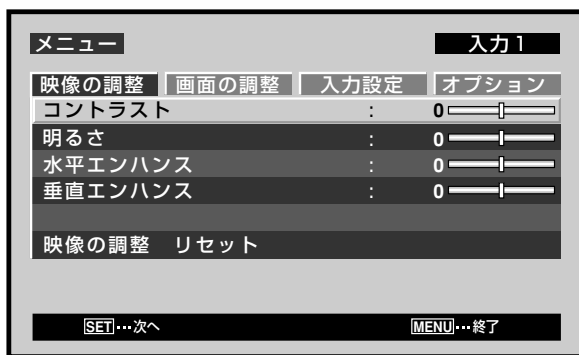 メニュー 入力1
映像の調整 画面の調整 入力設定 オプション
コントラスト : 0
明るさ : 0
水平エンハンス : 0
垂直エンハンス : 0
映像の調整 リセット
SET…次へ MENU…終了